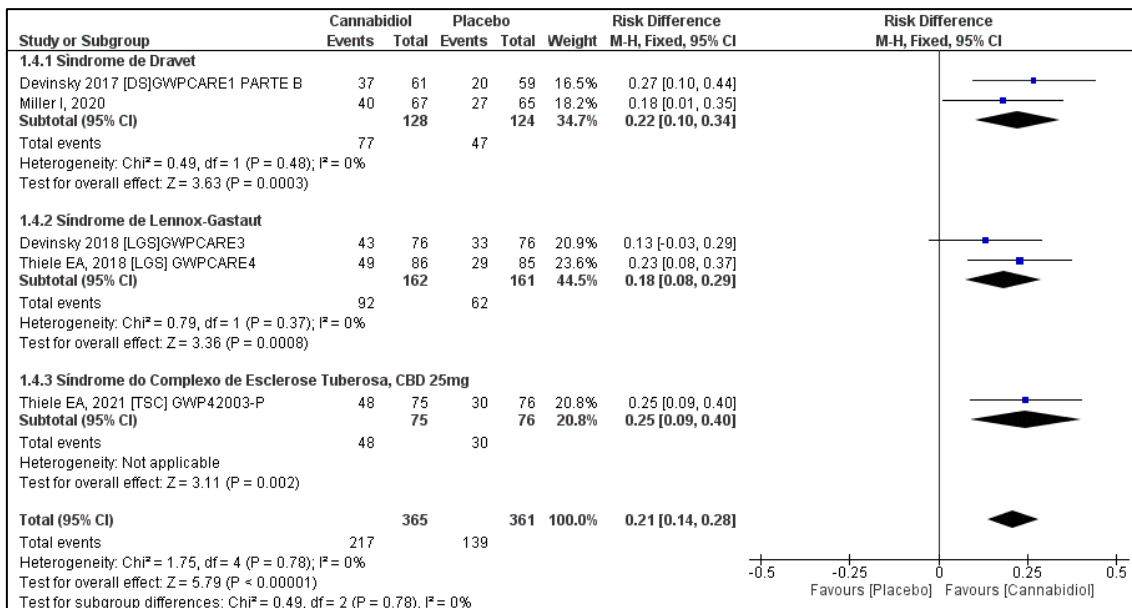 Cannabidiol Placebo Risk Difference Risk Difference
Study or Subgroup Events Total Events Total Weight M-H, Fixed, 95% CI M-H, Fixed, 95% CI
1.4.1 Síndrome de Dravet
Devinsky 2017 [DS]GWPCARE1 PARTE B 37 61 20 59 16.5% 0.27 [0.10, 0.44]
Miller I, 2020 40 67 27 65 18.2% 0.18 [0.01, 0.35]
Subtotal (95% CI) 128 124 34.7% 0.22 [0.10, 0.34]
Total events 77 47
Heterogeneity: Chi² = 0.49, df = 1 (P = 0.48); I² = 0%
Test for overall effect: Z = 3.63 (P = 0.0003)
1.4.2 Síndrome de Lennox-Gastaut
Devinsky 2018 [LGS]GWPCARE3 43 76 33 76 20.9% 0.13 [-0.03, 0.29]
Thiele EA, 2018 [LGS] GWPCARE4 49 86 29 85 23.6% 0.23 [0.08, 0.37]
Subtotal (95% CI) 162 161 44.5% 0.18 [0.08, 0.29]
Total events 92 62
Heterogeneity: Chi² = 0.79, df = 1 (P = 0.37); I² = 0%
Test for overall effect: Z = 3.36 (P = 0.0008)
1.4.3 Síndrome do Complexo de Esclerose Tuberosa, CBD 25mg
Thiele EA, 2021 [TSC] GWP42003-P 48 75 30 76 20.8% 0.25 [0.09, 0.40]
Subtotal (95% CI) 75 76 20.8% 0.25 [0.09, 0.40]
Total events 48 30
Heterogeneity: Not applicable
Test for overall effect: Z = 3.11 (P = 0.002)
Total (95% CI) 365 361 100.0% 0.21 [0.14, 0.28]
Total events 217 139
Heterogeneity: Chi² = 1.75, df = 4 (P = 0.78); I² = 0%
Test for overall effect: Z = 5.79 (P < 0.00001)
Test for subgroup differences: Chi² = 0.49, df = 2 (P = 0.78), I² = 0%
-0.5 -0.25 0 0.25 0.5
Favours [Placebo] Favours [Cannabidiol]